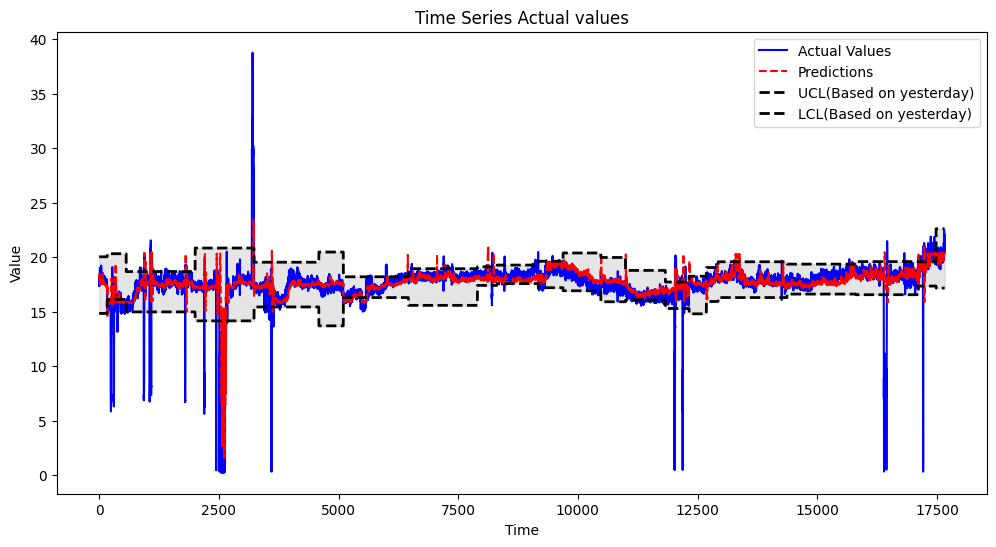 Time Series Actual values
Actual Values
Predictions
UCL(Based on yesterday)
LCL(Based on yesterday)
Value
40
35
30
25
20
15
10
5
0
0
2500
5000
7500
10000
12500
15000
17500
Time